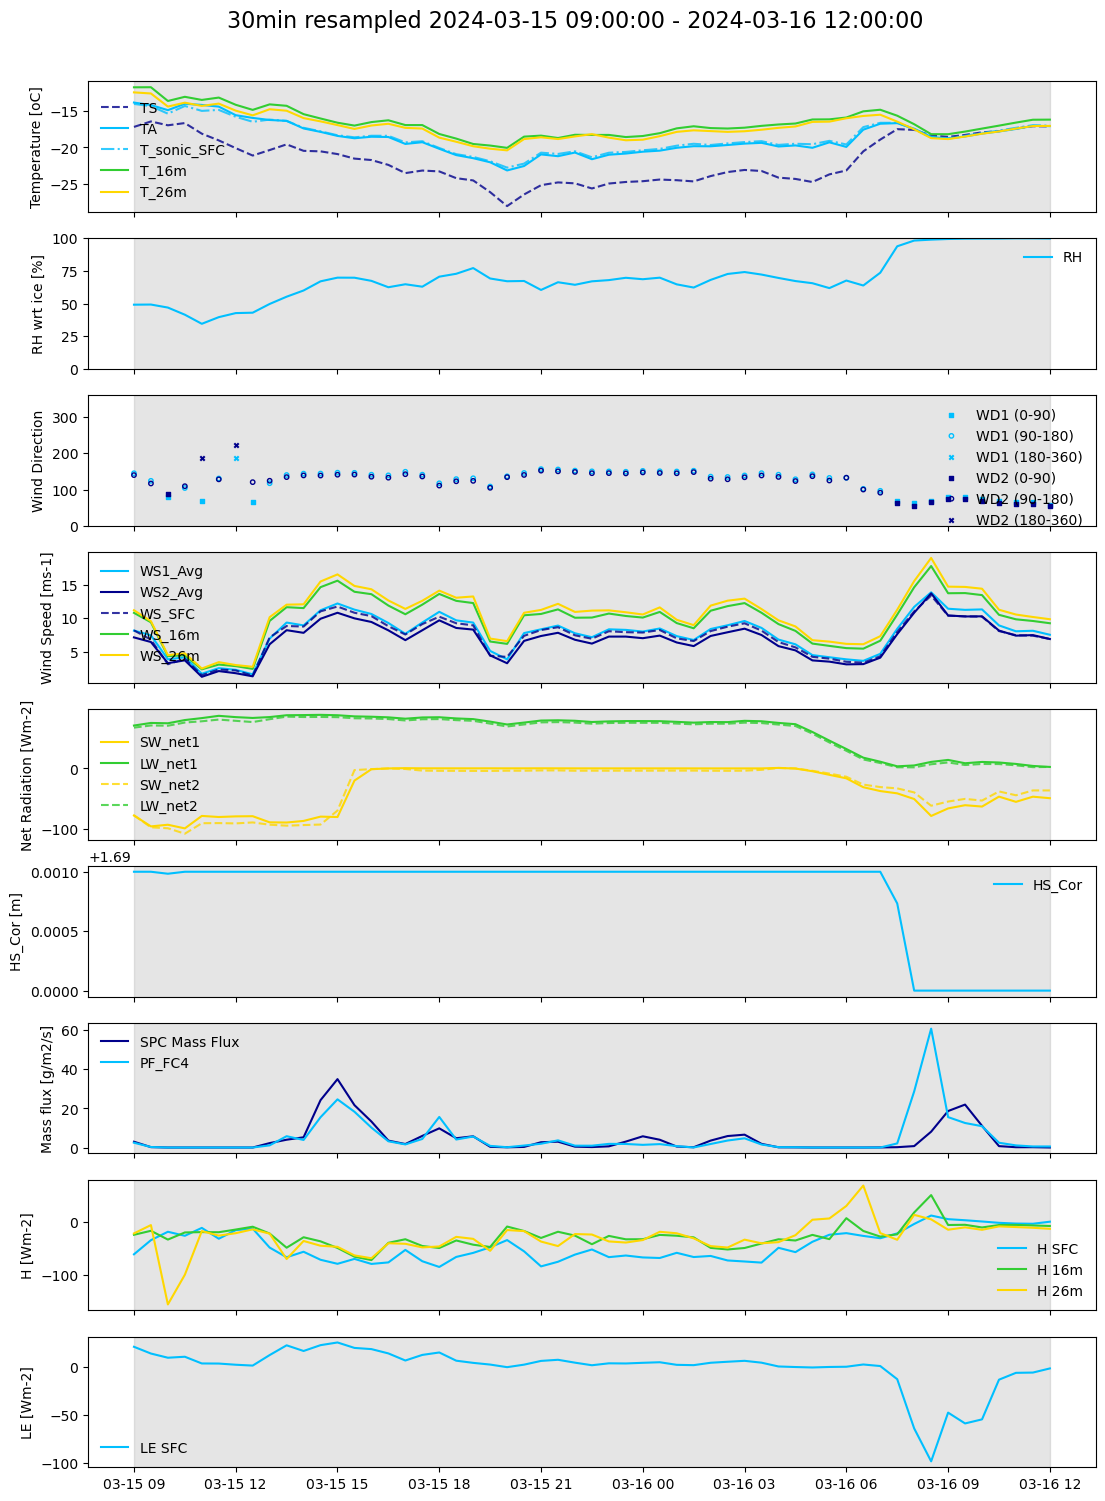 30min resampled 2024-03-15 09:00:00 - 2024-03-16 12:00:00
Temperature [oC]
−15
−20
−25
TS
TA
T_sonic_SFC
T_16m
T_26m
RH wrt ice [%]
100
75
50
25
0
RH
Wind Direction
300
200
100
0
WD1 (0-90)
WD1 (90-180)
WD1 (180-360)
WD2 (0-90)
WD2 (90-180)
WD2 (180-360)
Wind Speed [ms-1]
15
10
5
WS1_Avg
WS2_Avg
WS_SFC
WS_16m
WS_26m
Net Radiation [Wm-2]
0
−100
SW_net1
LW_net1
SW_net2
LW_net2
+1.69
HS_Cor [m]
0.0010
0.0005
0.0000
HS_Cor
Mass flux [g/m2/s]
60
40
20
0
SPC Mass Flux
PF_FC4
H [Wm-2]
0
−100
H SFC
H 16m
H 26m
LE [Wm-2]
0
−50
−100
LE SFC
03-15 09 03-15 12 03-15 15 03-15 18 03-15 21 03-16 00 03-16 03 03-16 06 03-16 09 03-16 12